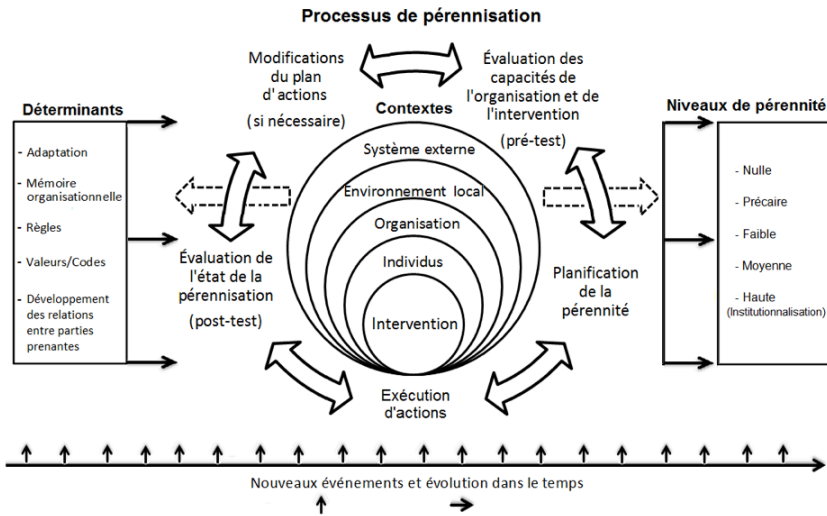 Processus de pérennisation
Modifications
du plan
d'actions
(si nécessaire)
Évaluation des
capacités de
l'organisation et de
l'intervention
(pré-test)
Déterminants
- Adaptation
- Mémoire
organisationnelle
- Règles
- Valeurs/Codes
- Développement
des relations
entre parties
prenantes
Contextes
Système externe
Environnement local
Organisation
Individus
Intervention
Niveaux de pérennité
- Nulle
- Précaire
- Faible
- Moyenne
- Haute
(Institutionnalisation)
Évaluation de
l'état de la
pérennisation
(post-test)
Planification
de la
pérennité
Exécution
d'actions
Nouveaux événements et évolution dans le temps